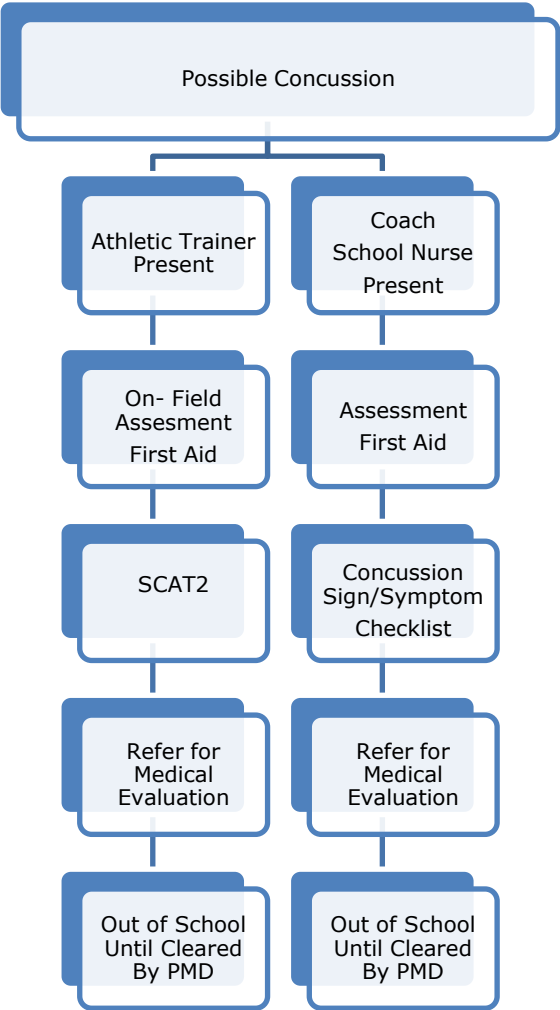 Possible Concussion
Athletic Trainer
Present
On- Field
Assesment
First Aid
SCAT2
Refer for
Medical
Evaluation
Out of School
Until Cleared
By PMD
Coach
School Nurse
Present
Assessment
First Aid
Concussion
Sign/Symptom
Checklist
Refer for
Medical
Evaluation
Out of School
Until Cleared
By PMD